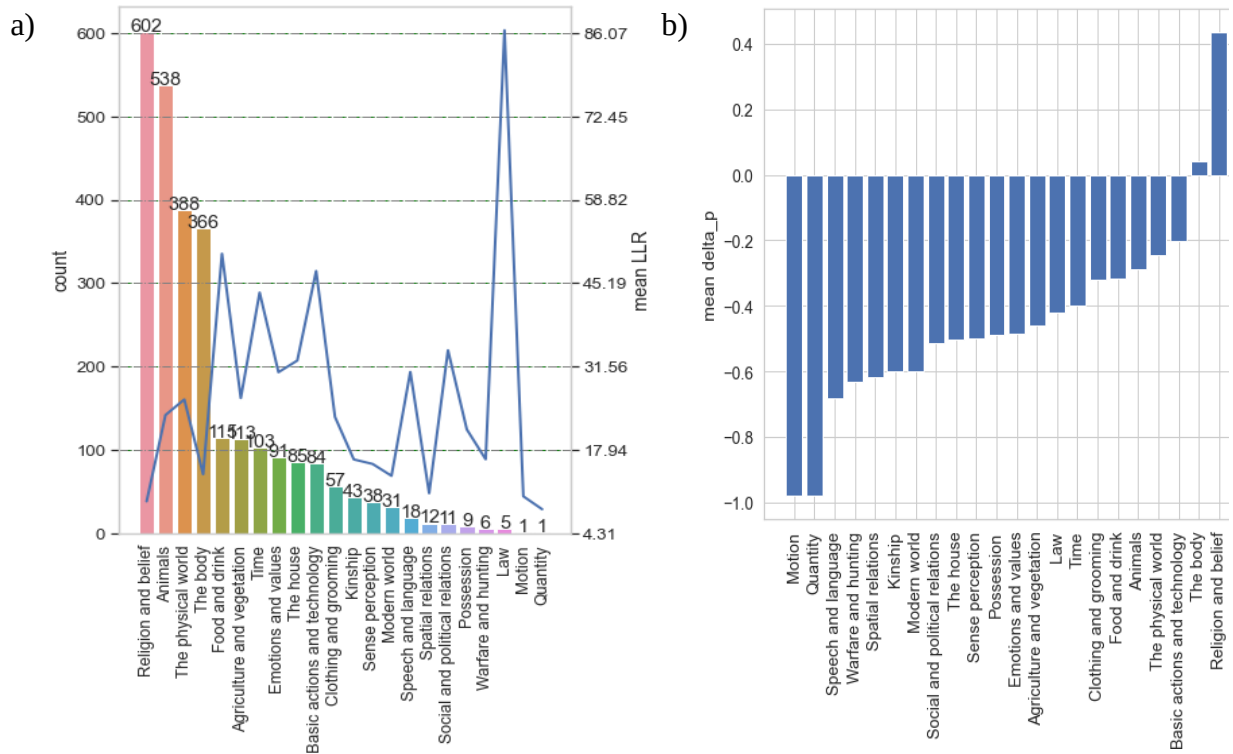 a)
600
500
400
300
200
100
0
count
602
538
388
366
115
113
103
91
85
84
57
43
38
31
18
12
11
9
6
5
1
1
86.07
72.45
58.82
45.19
31.56
17.94
4.31
mean LLR
Religion and belief
Animals
The physical world
The body
Food and drink
Agriculture and vegetation
Time
Emotions and values
The house
Basic actions and technology
Clothing and grooming
Kinship
Sense perception
Modern world
Speech and language
Spatial relations
Social and political relations
Possession
Warfare and hunting
Law
Motion
Quantity
b)
0.4
0.2
0.0
−0.2
−0.4
−0.6
−0.8
−1.0
mean delta_p
Motion
Quantity
Speech and language
Warfare and hunting
Spatial relations
Kinship
Modern world
Social and political relations
The house
Sense perception
Possession
Emotions and values
Agriculture and vegetation
Law
Time
Clothing and grooming
Food and drink
Animals
The physical world
Basic actions and technology
The body
Religion and belief